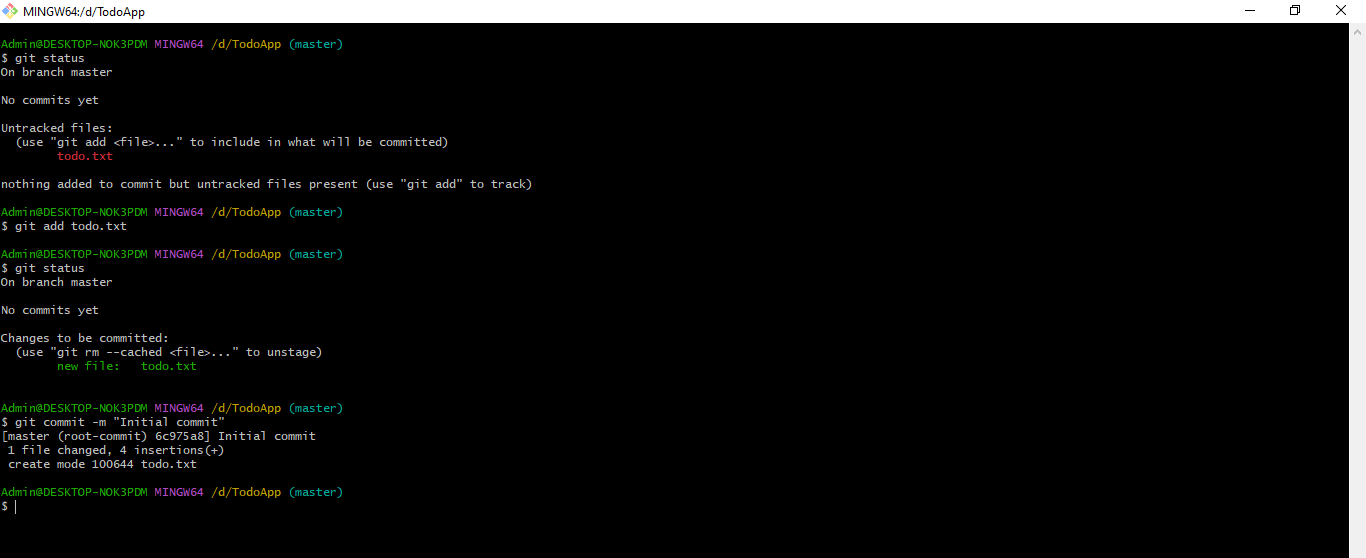 MINGW64:/d/TodoApp
Admin@DESKTOP-NOK3PDM MINGW64 /d/TodoApp (master)
$ git status
On branch master
No commits yet
Untracked files:
  (use "git add <file>..." to include in what will be committed)
        todo.txt
nothing added to commit but untracked files present (use "git add" to track)
Admin@DESKTOP-NOK3PDM MINGW64 /d/TodoApp (master)
$ git add todo.txt
Admin@DESKTOP-NOK3PDM MINGW64 /d/TodoApp (master)
$ git status
On branch master
No commits yet
Changes to be committed:
  (use "git rm --cached <file>..." to unstage)
        new file:   todo.txt
Admin@DESKTOP-NOK3PDM MINGW64 /d/TodoApp (master)
$ git commit -m "Initial commit"
[master (root-commit) 6c975a8] Initial commit
 1 file changed, 4 insertions(+)
 create mode 100644 todo.txt
Admin@DESKTOP-NOK3PDM MINGW64 /d/TodoApp (master)
$